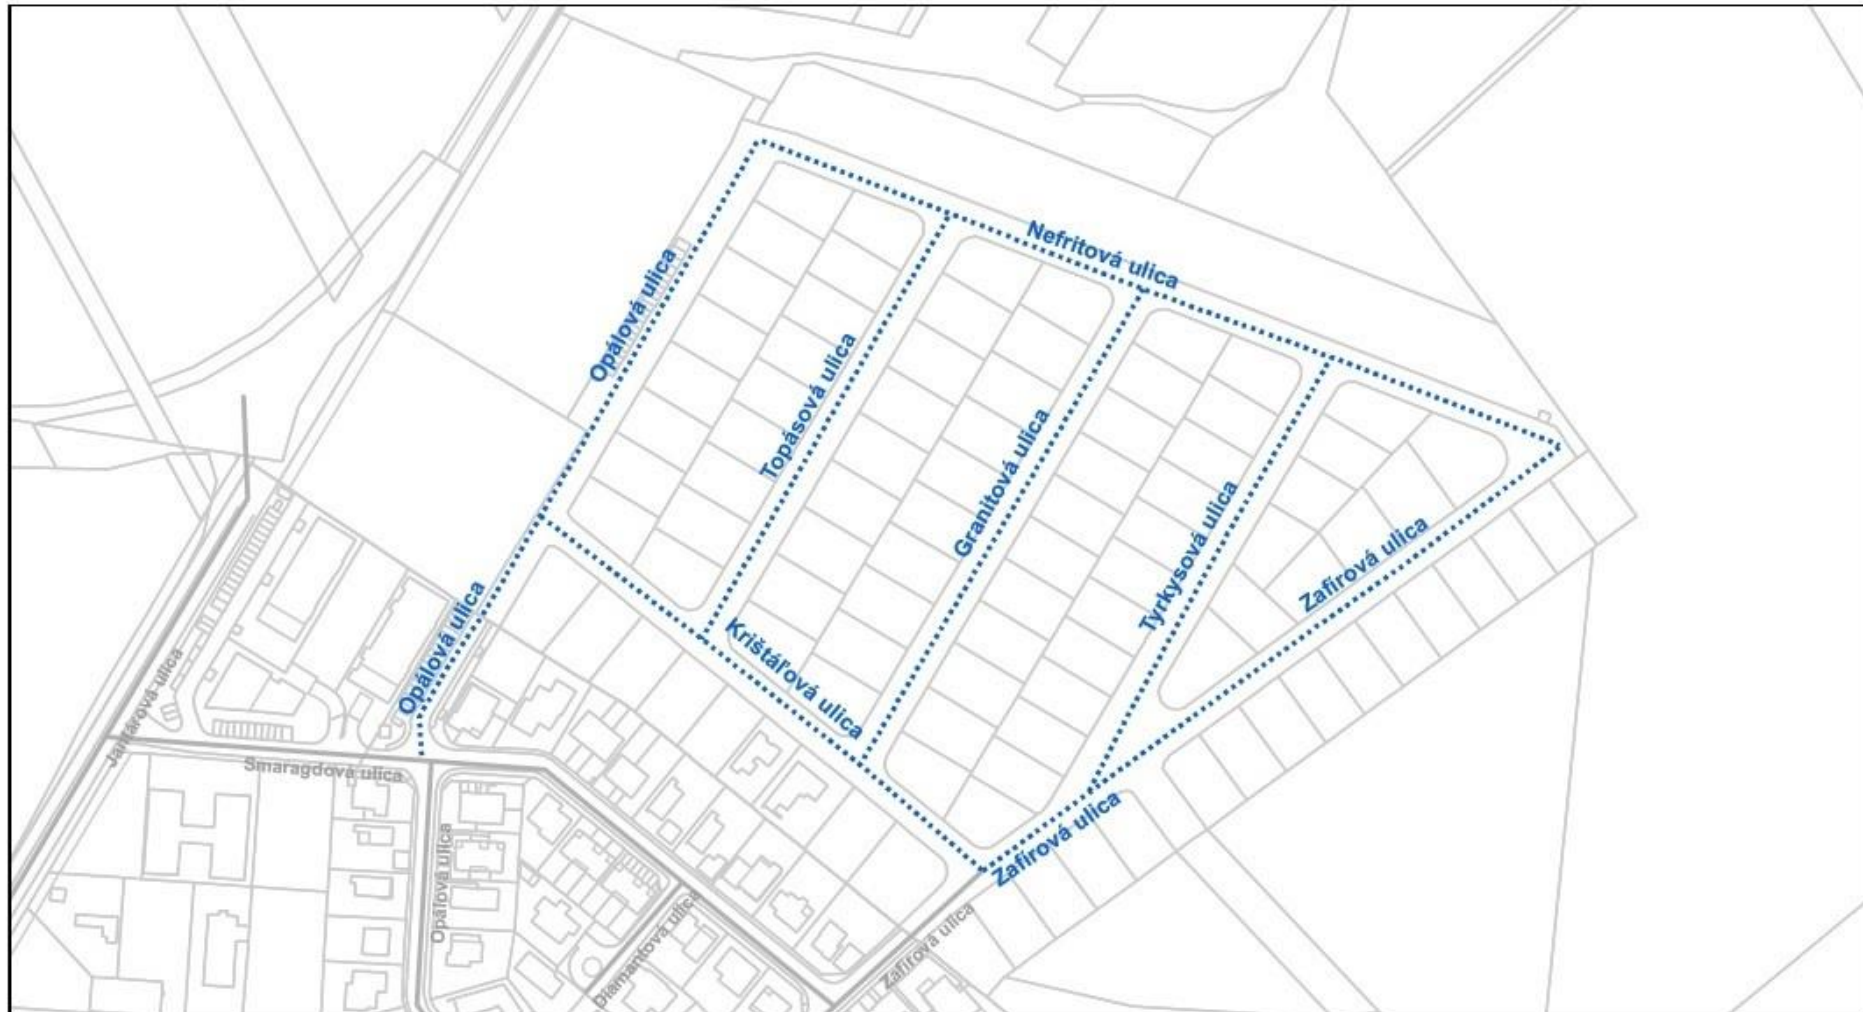 Nefritová ulica
Opálová ulica
Topásová ulica
Granitová ulica
Tyrkysová ulica
Zafírová ulica
Opálová ulica
Krištáľová ulica
Jantárová ulica
Smaragdová ulica
Zafírová ulica
Opálová ulica
Diamantová ulica
Zafírová ulica